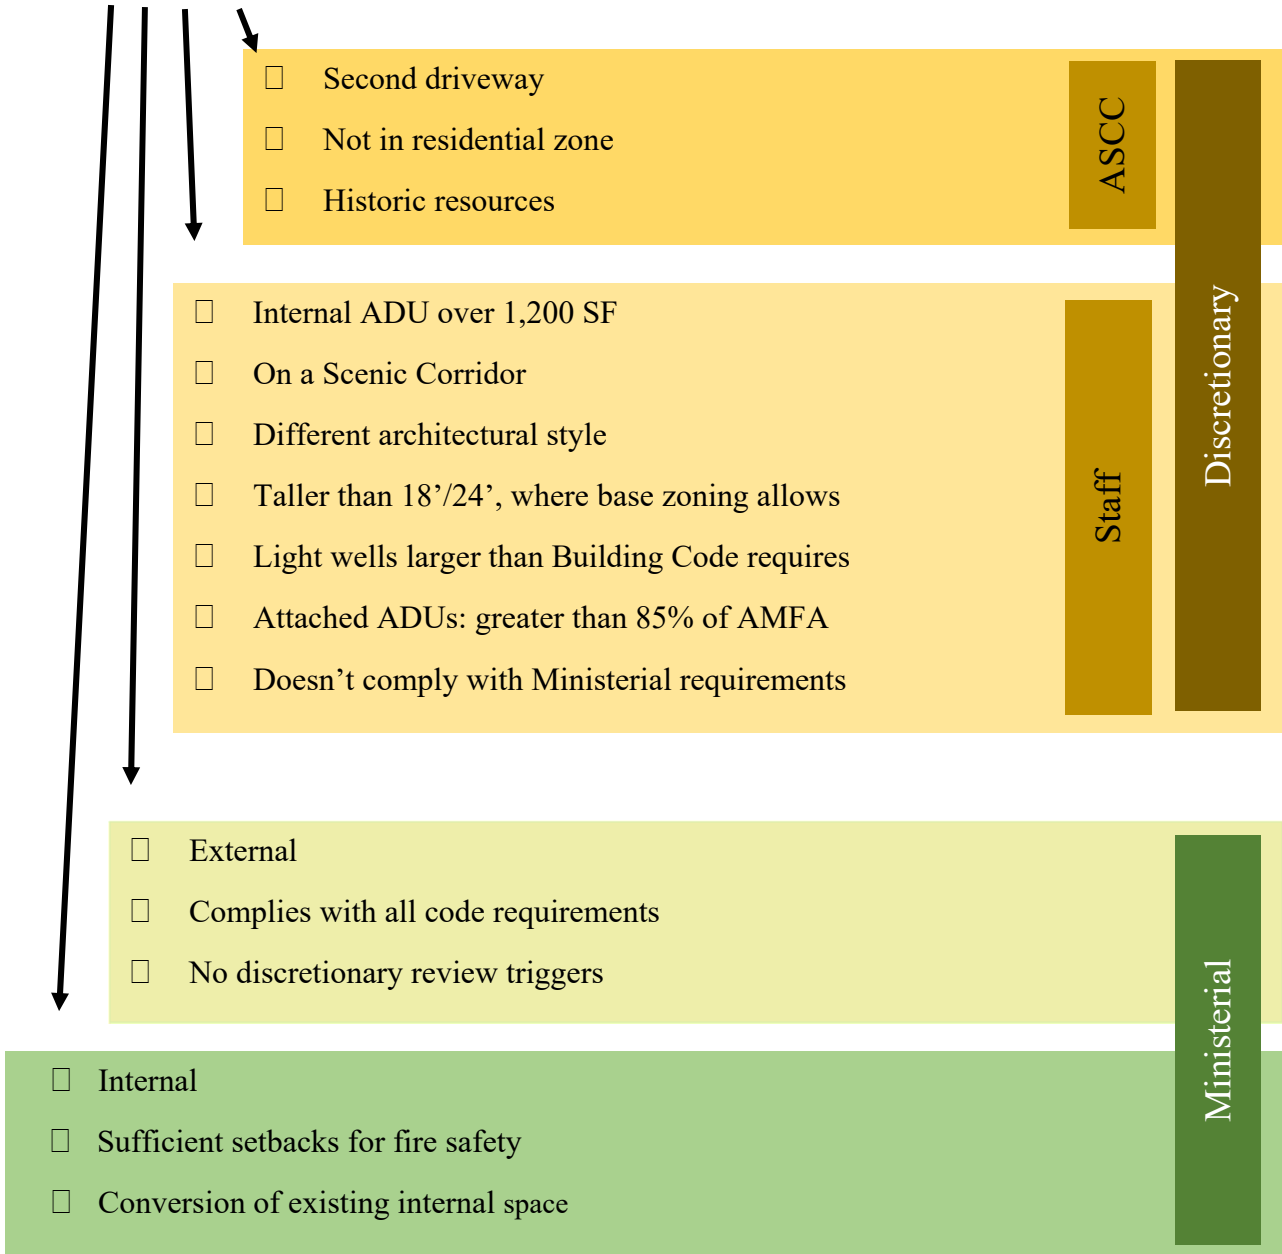 Second driveway
Not in residential zone
Historic resources
ASCC
Internal ADU over 1,200 SF
On a Scenic Corridor
Different architectural style
Taller than 18’/24’, where base zoning allows
Light wells larger than Building Code requires
Attached ADUs: greater than 85% of AMFA
Doesn’t comply with Ministerial requirements
Staff
Discretionary
External
Complies with all code requirements
No discretionary review triggers
Internal
Sufficient setbacks for fire safety
Conversion of existing internal space
Ministerial